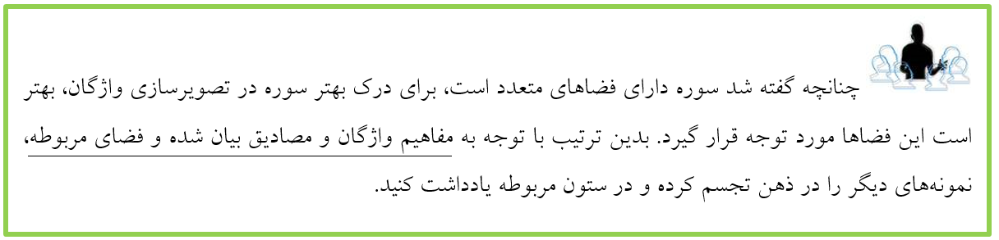 چنانچه گفته شد سوره دارای فضاهای متعدد است، برای درک بهتر سوره در تصویرسازی واژگان، بهتر
است این فضاها مورد توجه قرار گیرد. بدین ترتیب با توجه به مفاهیم واژگان و مصادیق بیان شده و فضای مربوطه،
نمونه‌های دیگر را در ذهن تجسم کرده و در ستون مربوطه یادداشت کنید.